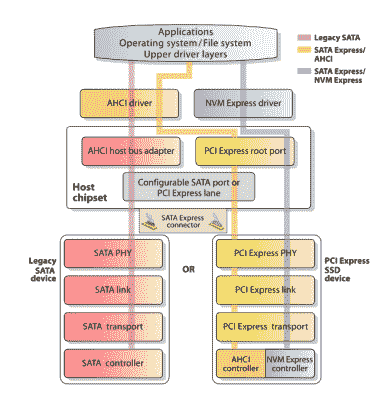 Applications
Operating system/File system
Upper driver layers
Legacy SATA
SATA Express/
AHCI
SATA Express/
NVM Express
AHCI driver
NVM Express driver
AHCI host bus adapter
PCI Express root port
Host
chipset
Configurable SATA port or
PCI Express lane
SATA Express
connector
Legacy
SATA
device
SATA PHY
SATA link
SATA transport
SATA controller
OR
PCI Express PHY
PCI Express link
PCI Express transport
AHCI
controller
NVM Express
controller
PCI Express
SSD
device